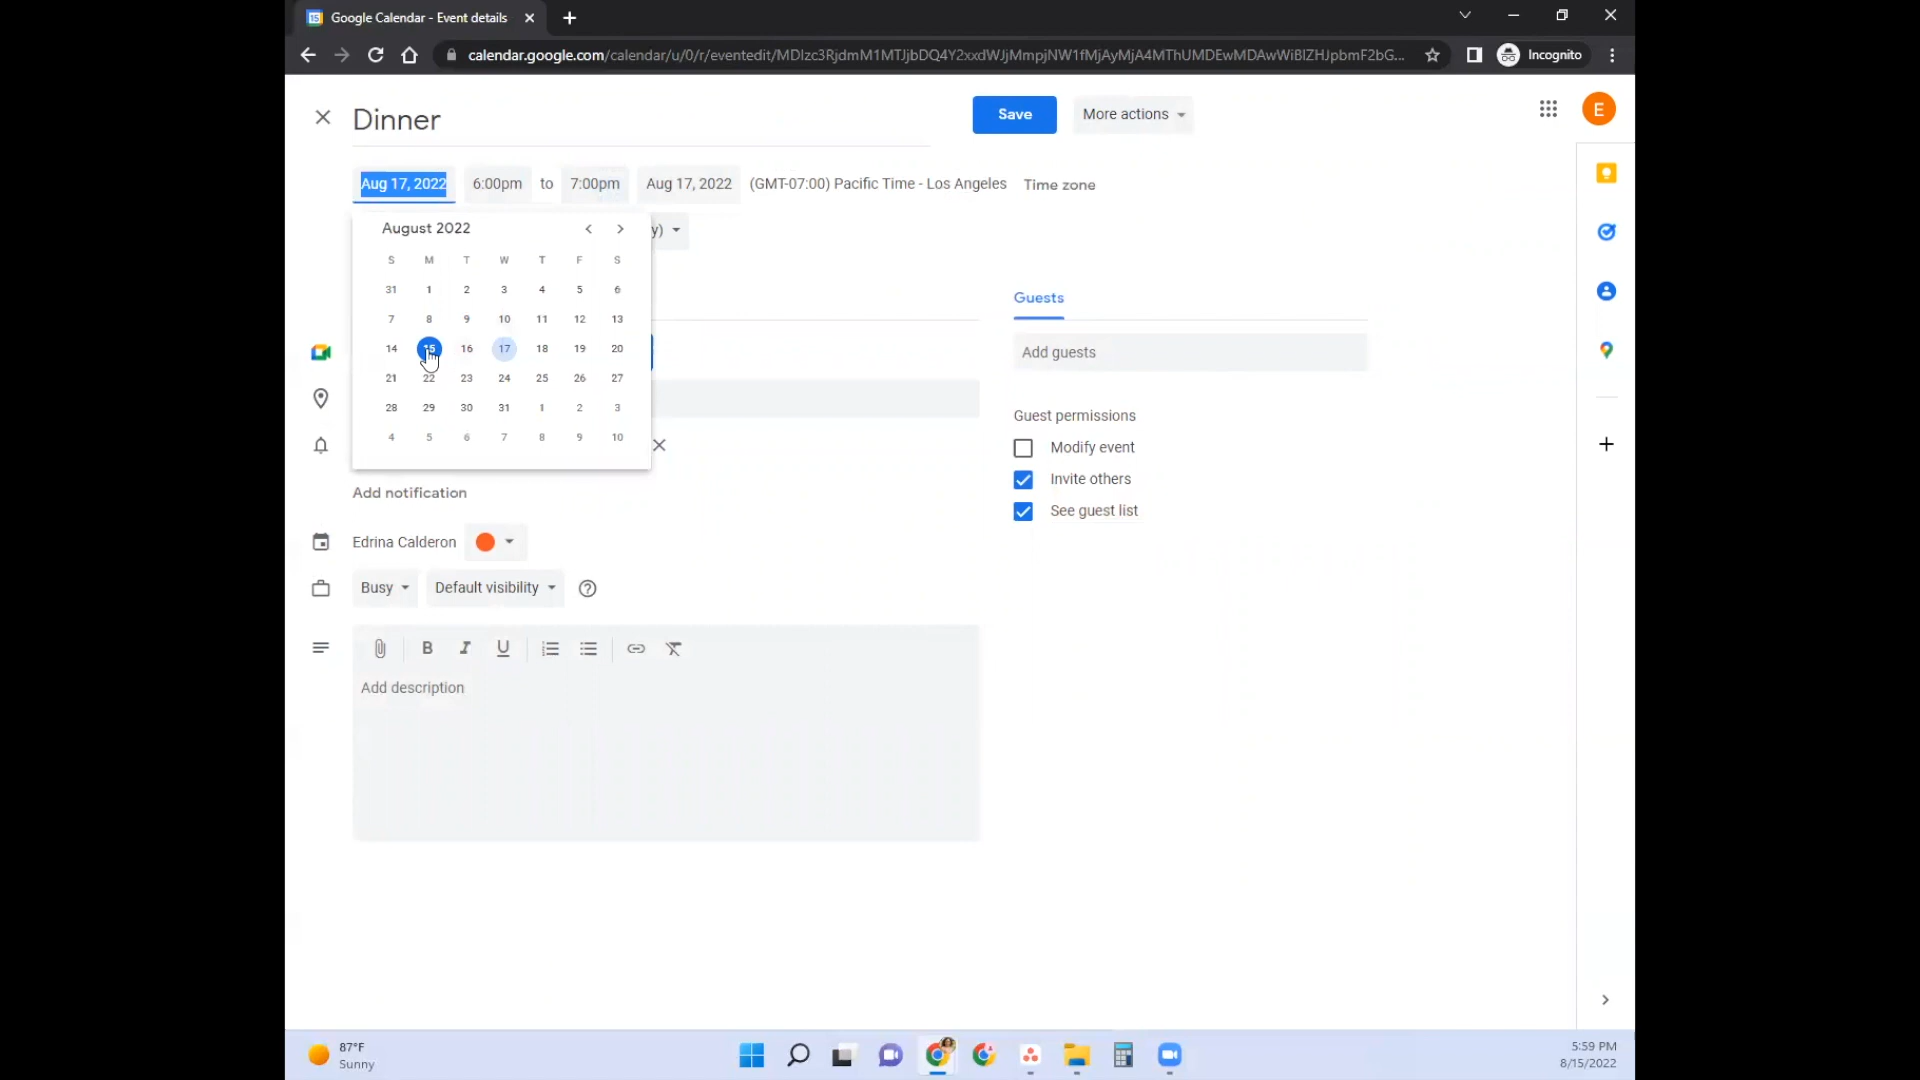 Google Calendar - Event details
calendar.google.com/calendar/u/0/r/eventedit/MDlzc3RjdmM1MTJjbDQ4Y2xxdWJjMmpjNW1fMjAyMjA4MThUMDEwMDAwWiBlZHJpbmF2bG...
Incognito
Dinner
Save
More actions
E
Aug 17, 2022
6:00pm
to
7:00pm
Aug 17, 2022
(GMT-07:00) Pacific Time - Los Angeles
Time zone
August 2022
y)
S M T W T F S
31 1 2 3 4 5 6
7 8 9 10 11 12 13
14 15 16 17 18 19 20
21 22 23 24 25 26 27
28 29 30 31 1 2 3
4 5 6 7 8 9 10
Guests
Add guests
Guest permissions
Modify event
Invite others
See guest list
Add notification
Edrina Calderon
Busy
Default visibility
B I U
Add description
87°F
Sunny
5:59 PM
8/15/2022